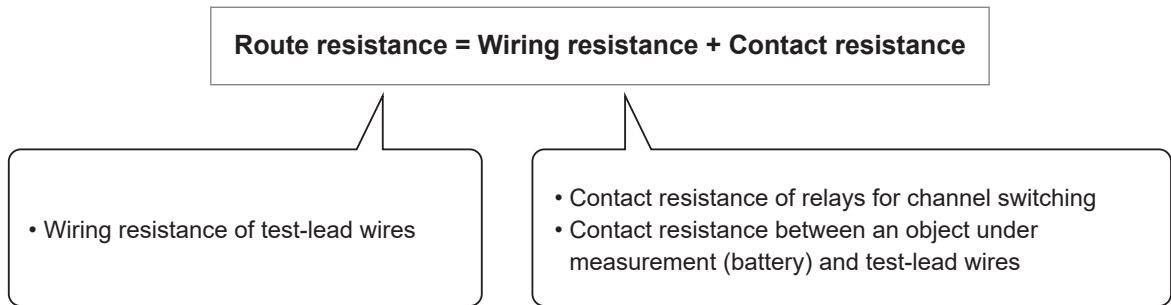 Route resistance = Wiring resistance + Contact resistance
• Wiring resistance of test-lead wires
• Contact resistance of relays for channel switching
• Contact resistance between an object under
measurement (battery) and test-lead wires